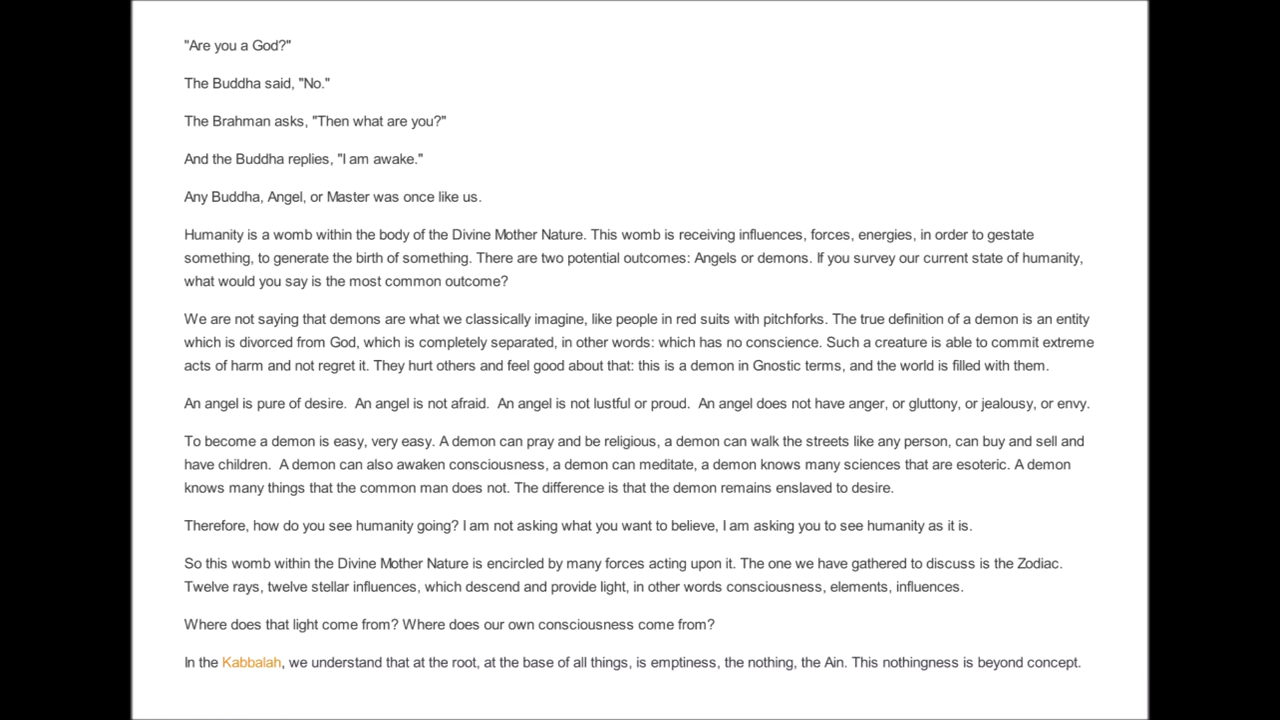 "Are you a God?"
The Buddha said, "No."
The Brahman asks, "Then what are you?"
And the Buddha replies, "I am awake."
Any Buddha, Angel, or Master was once like us.
Humanity is a womb within the body of the Divine Mother Nature. This womb is receiving influences, forces, energies, in order to gestate
something, to generate the birth of something. There are two potential outcomes: Angels or demons. If you survey our current state of humanity,
what would you say is the most common outcome?
We are not saying that demons are what we classically imagine, like people in red suits with pitchforks. The true definition of a demon is an entity
which is divorced from God, which is completely separated, in other words: which has no conscience. Such a creature is able to commit extreme
acts of harm and not regret it. They hurt others and feel good about that: this is a demon in Gnostic terms, and the world is filled with them.
An angel is pure of desire.  An angel is not afraid.  An angel is not lustful or proud.  An angel does not have anger, or gluttony, or jealousy, or envy.
To become a demon is easy, very easy. A demon can pray and be religious, a demon can walk the streets like any person, can buy and sell and
have children.  A demon can also awaken consciousness, a demon can meditate, a demon knows many sciences that are esoteric. A demon
knows many things that the common man does not. The difference is that the demon remains enslaved to desire.
Therefore, how do you see humanity going? I am not asking what you want to believe, I am asking you to see humanity as it is.
So this womb within the Divine Mother Nature is encircled by many forces acting upon it. The one we have gathered to discuss is the Zodiac.
Twelve rays, twelve stellar influences, which descend and provide light, in other words consciousness, elements, influences.
Where does that light come from? Where does our own consciousness come from?
In the Kabbalah, we understand that at the root, at the base of all things, is emptiness, the nothing, the Ain. This nothingness is beyond concept.